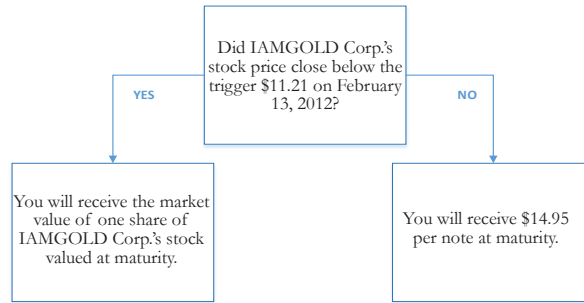 Did IAMGOLD Corp.'s
stock price close below the
trigger $11.21 on February
13, 2012?
YES
NO
You will receive the market
value of one share of
IAMGOLD Corp.'s stock
valued at maturity.
You will receive $14.95
per note at maturity.